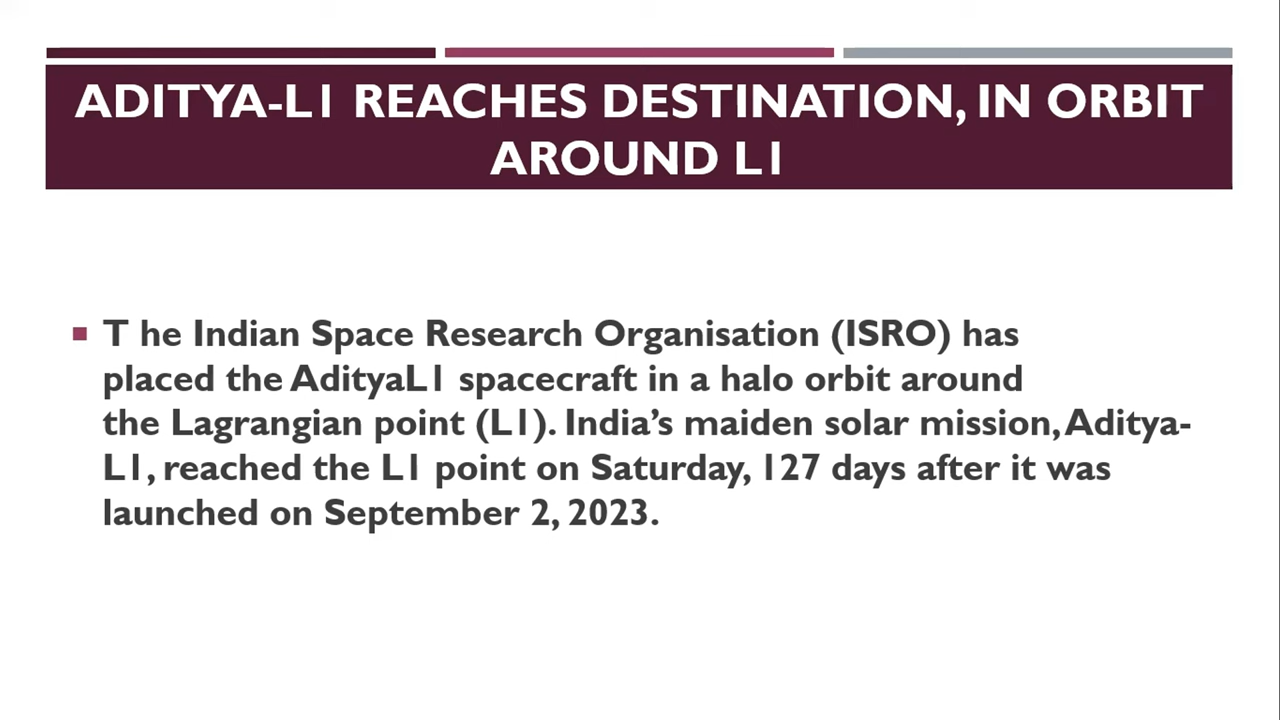 ADITYA-L1 REACHES DESTINATION, IN ORBIT
AROUND L1
T he Indian Space Research Organisation (ISRO) has
placed the AdityaL1 spacecraft in a halo orbit around
the Lagrangian point (L1). India’s maiden solar mission, Aditya-
L1, reached the L1 point on Saturday, 127 days after it was
launched on September 2, 2023.